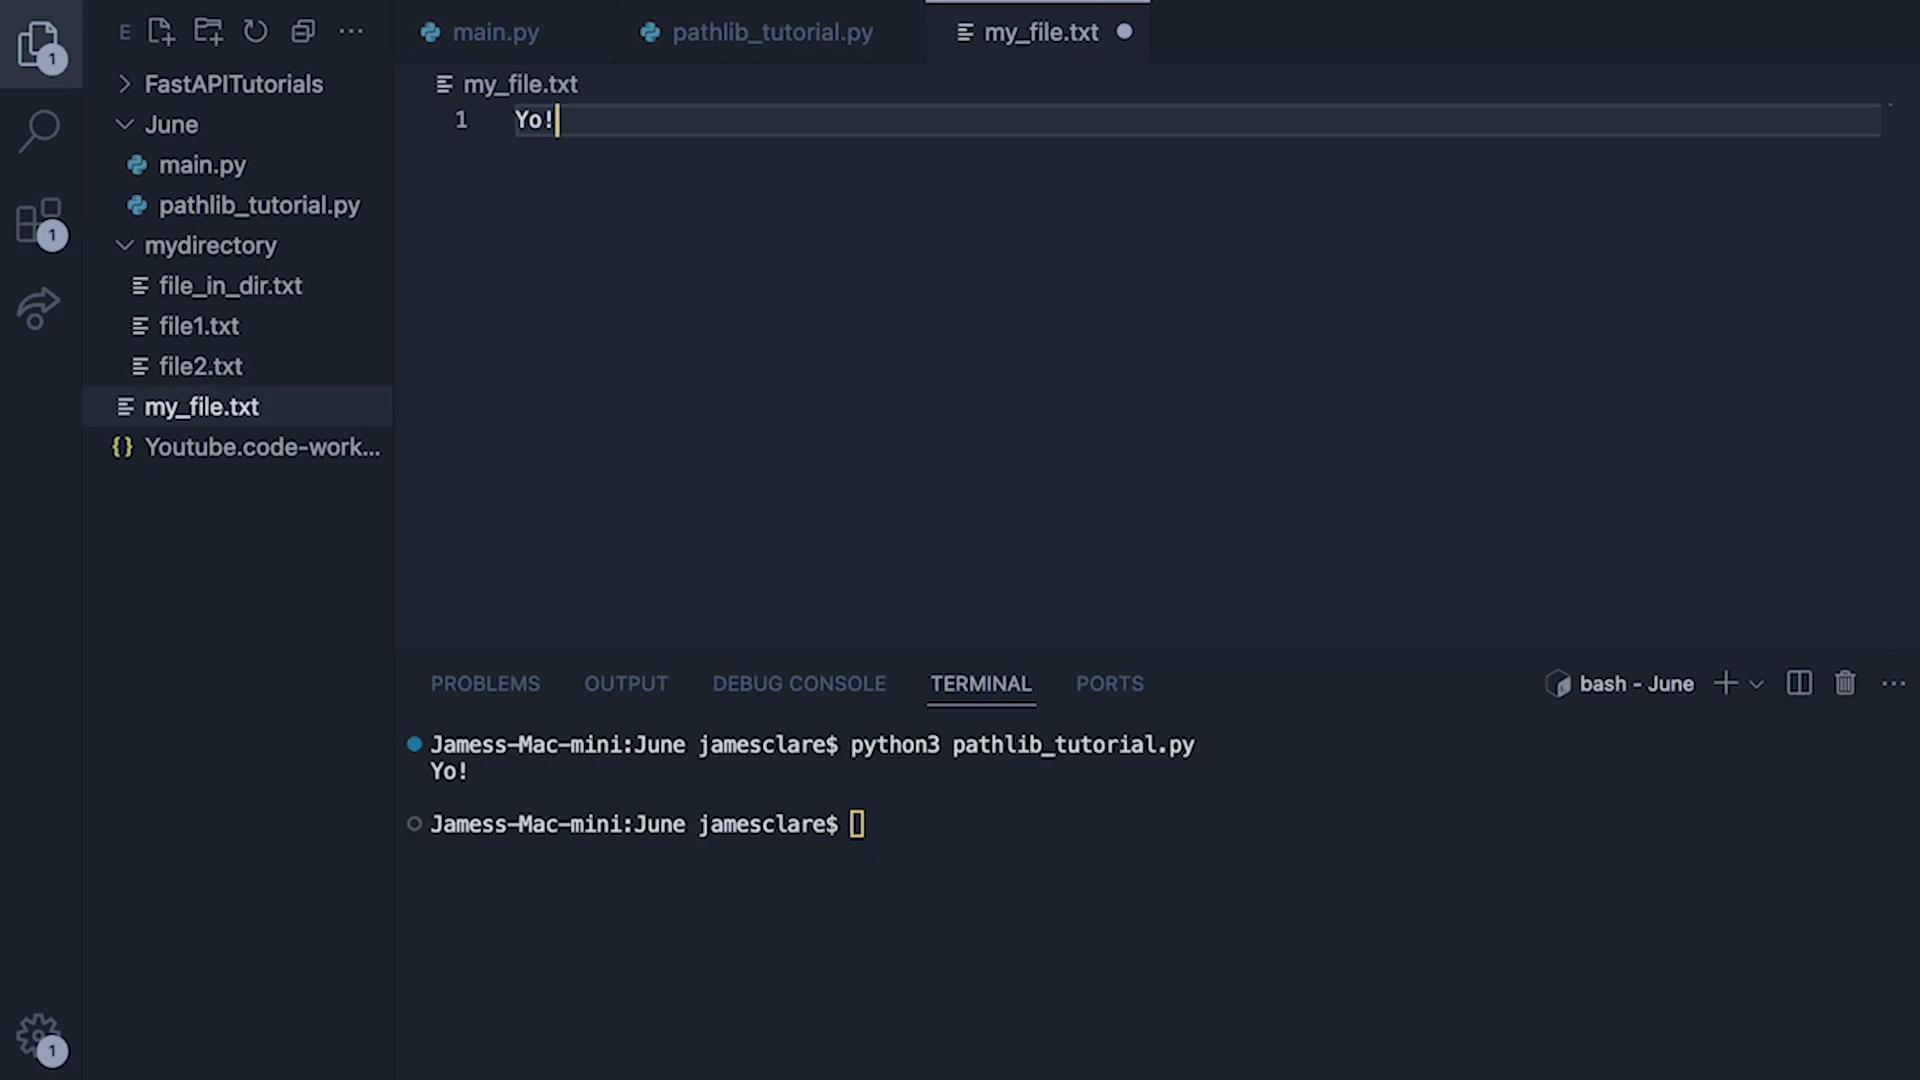 E
main.py
pathlib_tutorial.py
my_file.txt
1
FastAPITutorials
June
main.py
pathlib_tutorial.py
mydirectory
file_in_dir.txt
file1.txt
file2.txt
my_file.txt
{} Youtube.code-work...
1
my_file.txt
1 Yo!
PROBLEMS OUTPUT DEBUG CONSOLE TERMINAL PORTS
bash - June
Jamess-Mac-mini:June jamesclare$ python3 pathlib_tutorial.py
Yo!
Jamess-Mac-mini:June jamesclare$
1